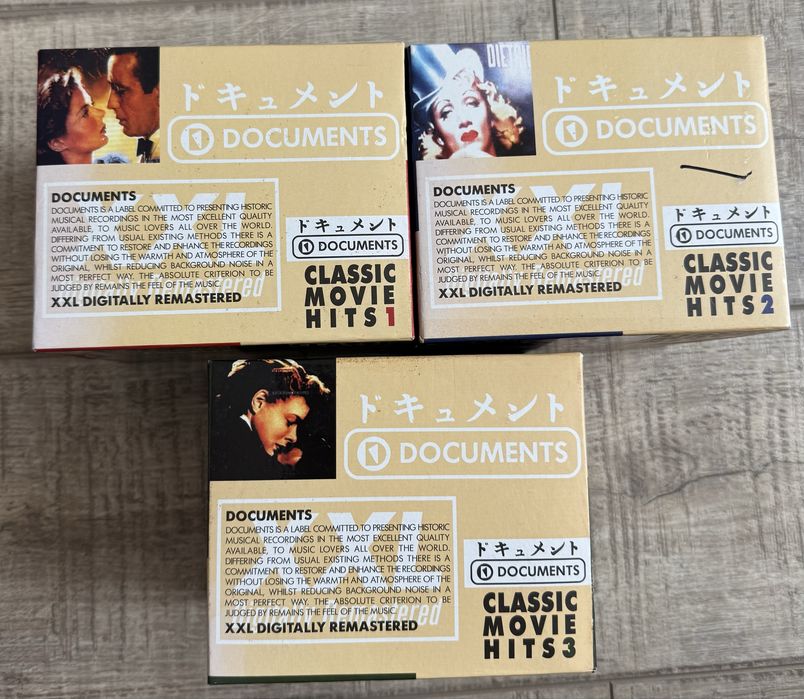 ドキュメント
DOCUMENTS
DOCUMENTS
DOCUMENTS IS A LABEL COMMITTED TO PRESENTING HISTORIC
MUSICAL RECORDINGS IN THE MOST EXCELLENT QUALITY
AVAILABLE, TO MUSIC LOVERS ALL OVER THE WORLD.
DIFFERING FROM USUAL EXISTING METHODS THERE IS A
COMMITMENT TO RESTORE AND ENHANCE THE RECORDINGS
WITHOUT LOSING THE WARMTH AND ATMOSPHERE OF THE
ORIGINAL, WHILST REDUCING BACKGROUND NOISE IN A
MOST PERFECT WAY. THE ABSOLUTE CRITERION TO BE
JUDGED BY REMAINS THE FEEL OF THE MUSIC.
XXL DIGITALLY REMASTERED
XXL
Digitally Remastered
ドキュメント
DOCUMENTS
CLASSIC
MOVIE
HITS 1
ドキュメント
DOCUMENTS
DOCUMENTS
DOCUMENTS IS A LABEL COMMITTED TO PRESENTING HISTORIC
MUSICAL RECORDINGS IN THE MOST EXCELLENT QUALITY
AVAILABLE, TO MUSIC LOVERS ALL OVER THE WORLD.
DIFFERING FROM USUAL EXISTING METHODS THERE IS A
COMMITMENT TO RESTORE AND ENHANCE THE RECORDINGS
WITHOUT LOSING THE WARMTH AND ATMOSPHERE OF THE
ORIGINAL, WHILST REDUCING BACKGROUND NOISE IN A
MOST PERFECT WAY. THE ABSOLUTE CRITERION TO BE
JUDGED BY REMAINS THE FEEL OF THE MUSIC.
XXL DIGITALLY REMASTERED
XXL
Digitally Remastered
ドキュメント
DOCUMENTS
CLASSIC
MOVIE
HITS 2
ドキュメント
DOCUMENTS
DOCUMENTS
DOCUMENTS IS A LABEL COMMITTED TO PRESENTING HISTORIC
MUSICAL RECORDINGS IN THE MOST EXCELLENT QUALITY
AVAILABLE, TO MUSIC LOVERS ALL OVER THE WORLD.
DIFFERING FROM USUAL EXISTING METHODS THERE IS A
COMMITMENT TO RESTORE AND ENHANCE THE RECORDINGS
WITHOUT LOSING THE WARMTH AND ATMOSPHERE OF THE
ORIGINAL, WHILST REDUCING BACKGROUND NOISE IN A
MOST PERFECT WAY. THE ABSOLUTE CRITERION TO BE
JUDGED BY REMAINS THE FEEL OF THE MUSIC
XXL DIGITALLY REMASTERED
XXL
Digitally Remastered
ドキュメント
DOCUMENTS
CLASSIC
MOVIE
HITS 3